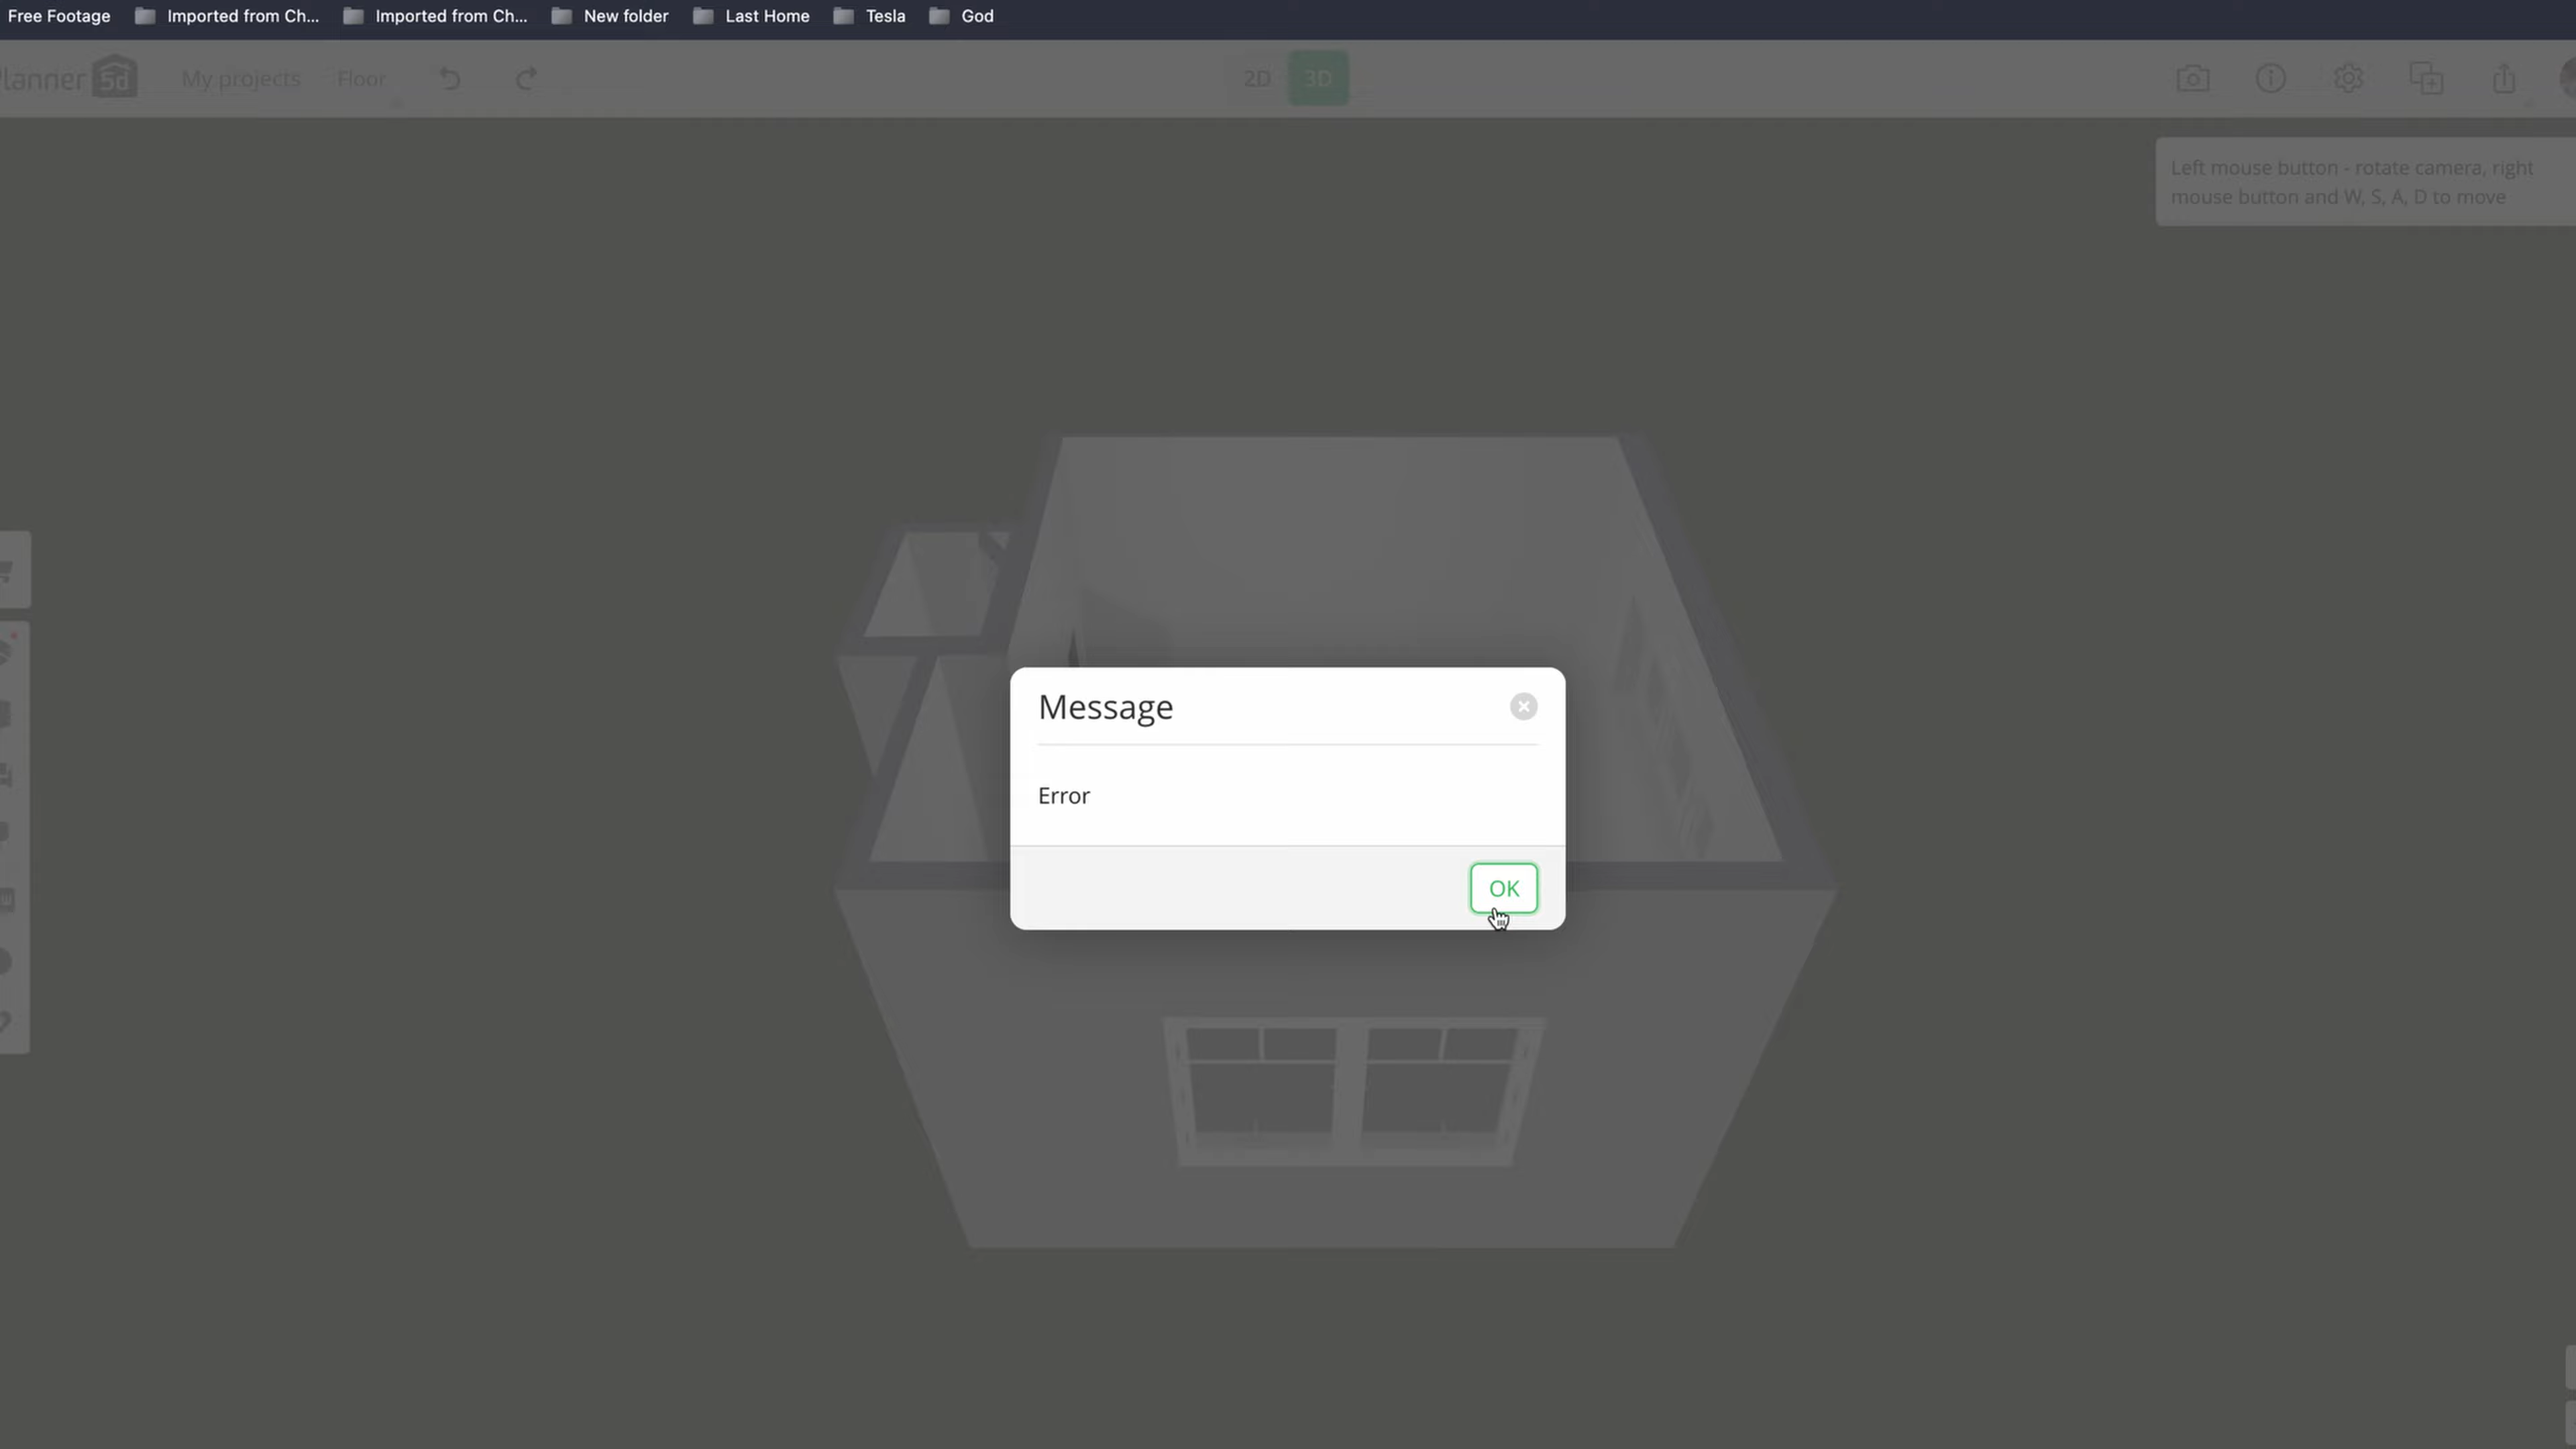 Free Footage Imported from Ch... Imported from Ch... New folder Last Home Tesla God
Planner 5d My projects Floor 2D 3D
Left mouse button - rotate camera, right
mouse button and W, S, A, D to move
Message
Error
OK